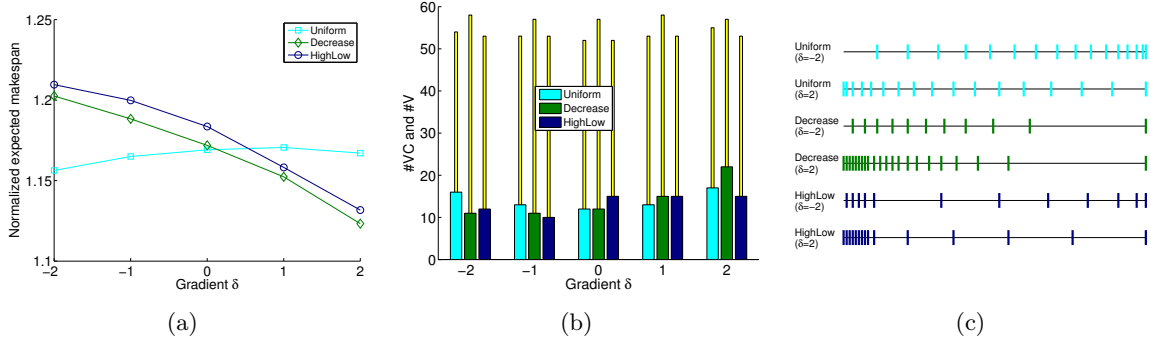 1.25
1.2
1.15
1.1
Normalized expected makespan
−2
−1
0
1
2
Gradient δ
Uniform
Decrease
HighLow
(a)
60
50
40
30
20
10
0
#VC and #V
−2
−1
0
1
2
Gradient δ
Uniform
Decrease
HighLow
(b)
Uniform
(δ=−2)
Uniform
(δ=2)
Decrease
(δ=−2)
Decrease
(δ=2)
HighLow
(δ=−2)
HighLow
(δ=2)
(c)